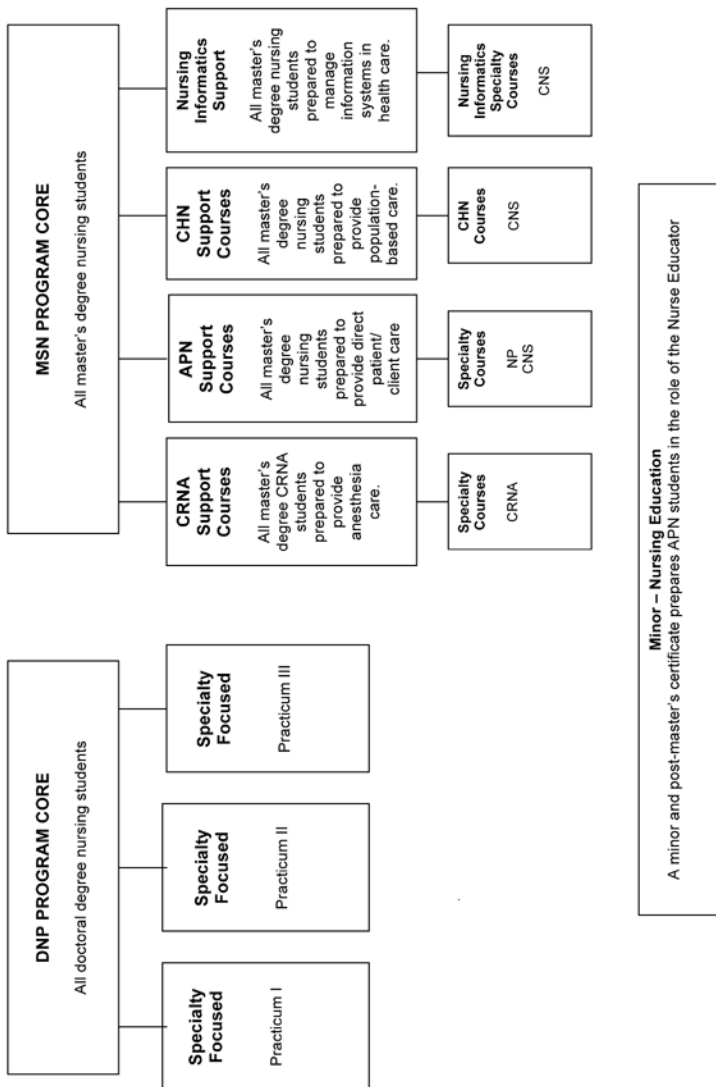 DNP PROGRAM CORE
All doctoral degree nursing students
Specialty
Focused
Practicum I
Specialty
Focused
Practicum II
Specialty
Focused
Practicum III
MSN PROGRAM CORE
All master's degree nursing students
CRNA
Support
Courses
All master's
degree CRNA
students
prepared to
provide
anesthesia
care.
APN
Support
Courses
All master's
degree
nursing
students
prepared to
provide direct
patient/
client care
CHN
Support
Courses
All master's
degree
nursing
students
prepared to
provide
population-
based care.
Nursing
Informatics
Support
All master's
degree nursing
students
prepared to
manage
information
systems in
health care.
Specialty
Courses
CRNA
Specialty
Courses
NP
CNS
CHN
Courses
CNS
Nursing
Informatics
Specialty
Courses
CNS
Minor – Nursing Education
A minor and post-master's certificate prepares APN students in the role of the Nurse Educator